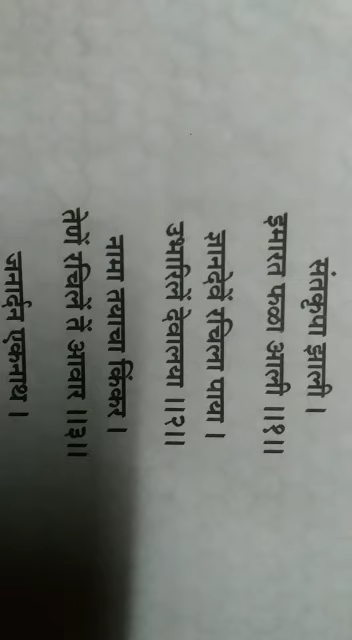 संतकृपा झाली ।
इमारत फळा आली ॥१॥
ज्ञानदेवें रचिला पाया ।
उभारिलें देवालया ॥२॥
नामा तयाचा किंकर ।
तेणें रचिलें तें आवार ॥३॥
जनार्दन एकनाथ ।